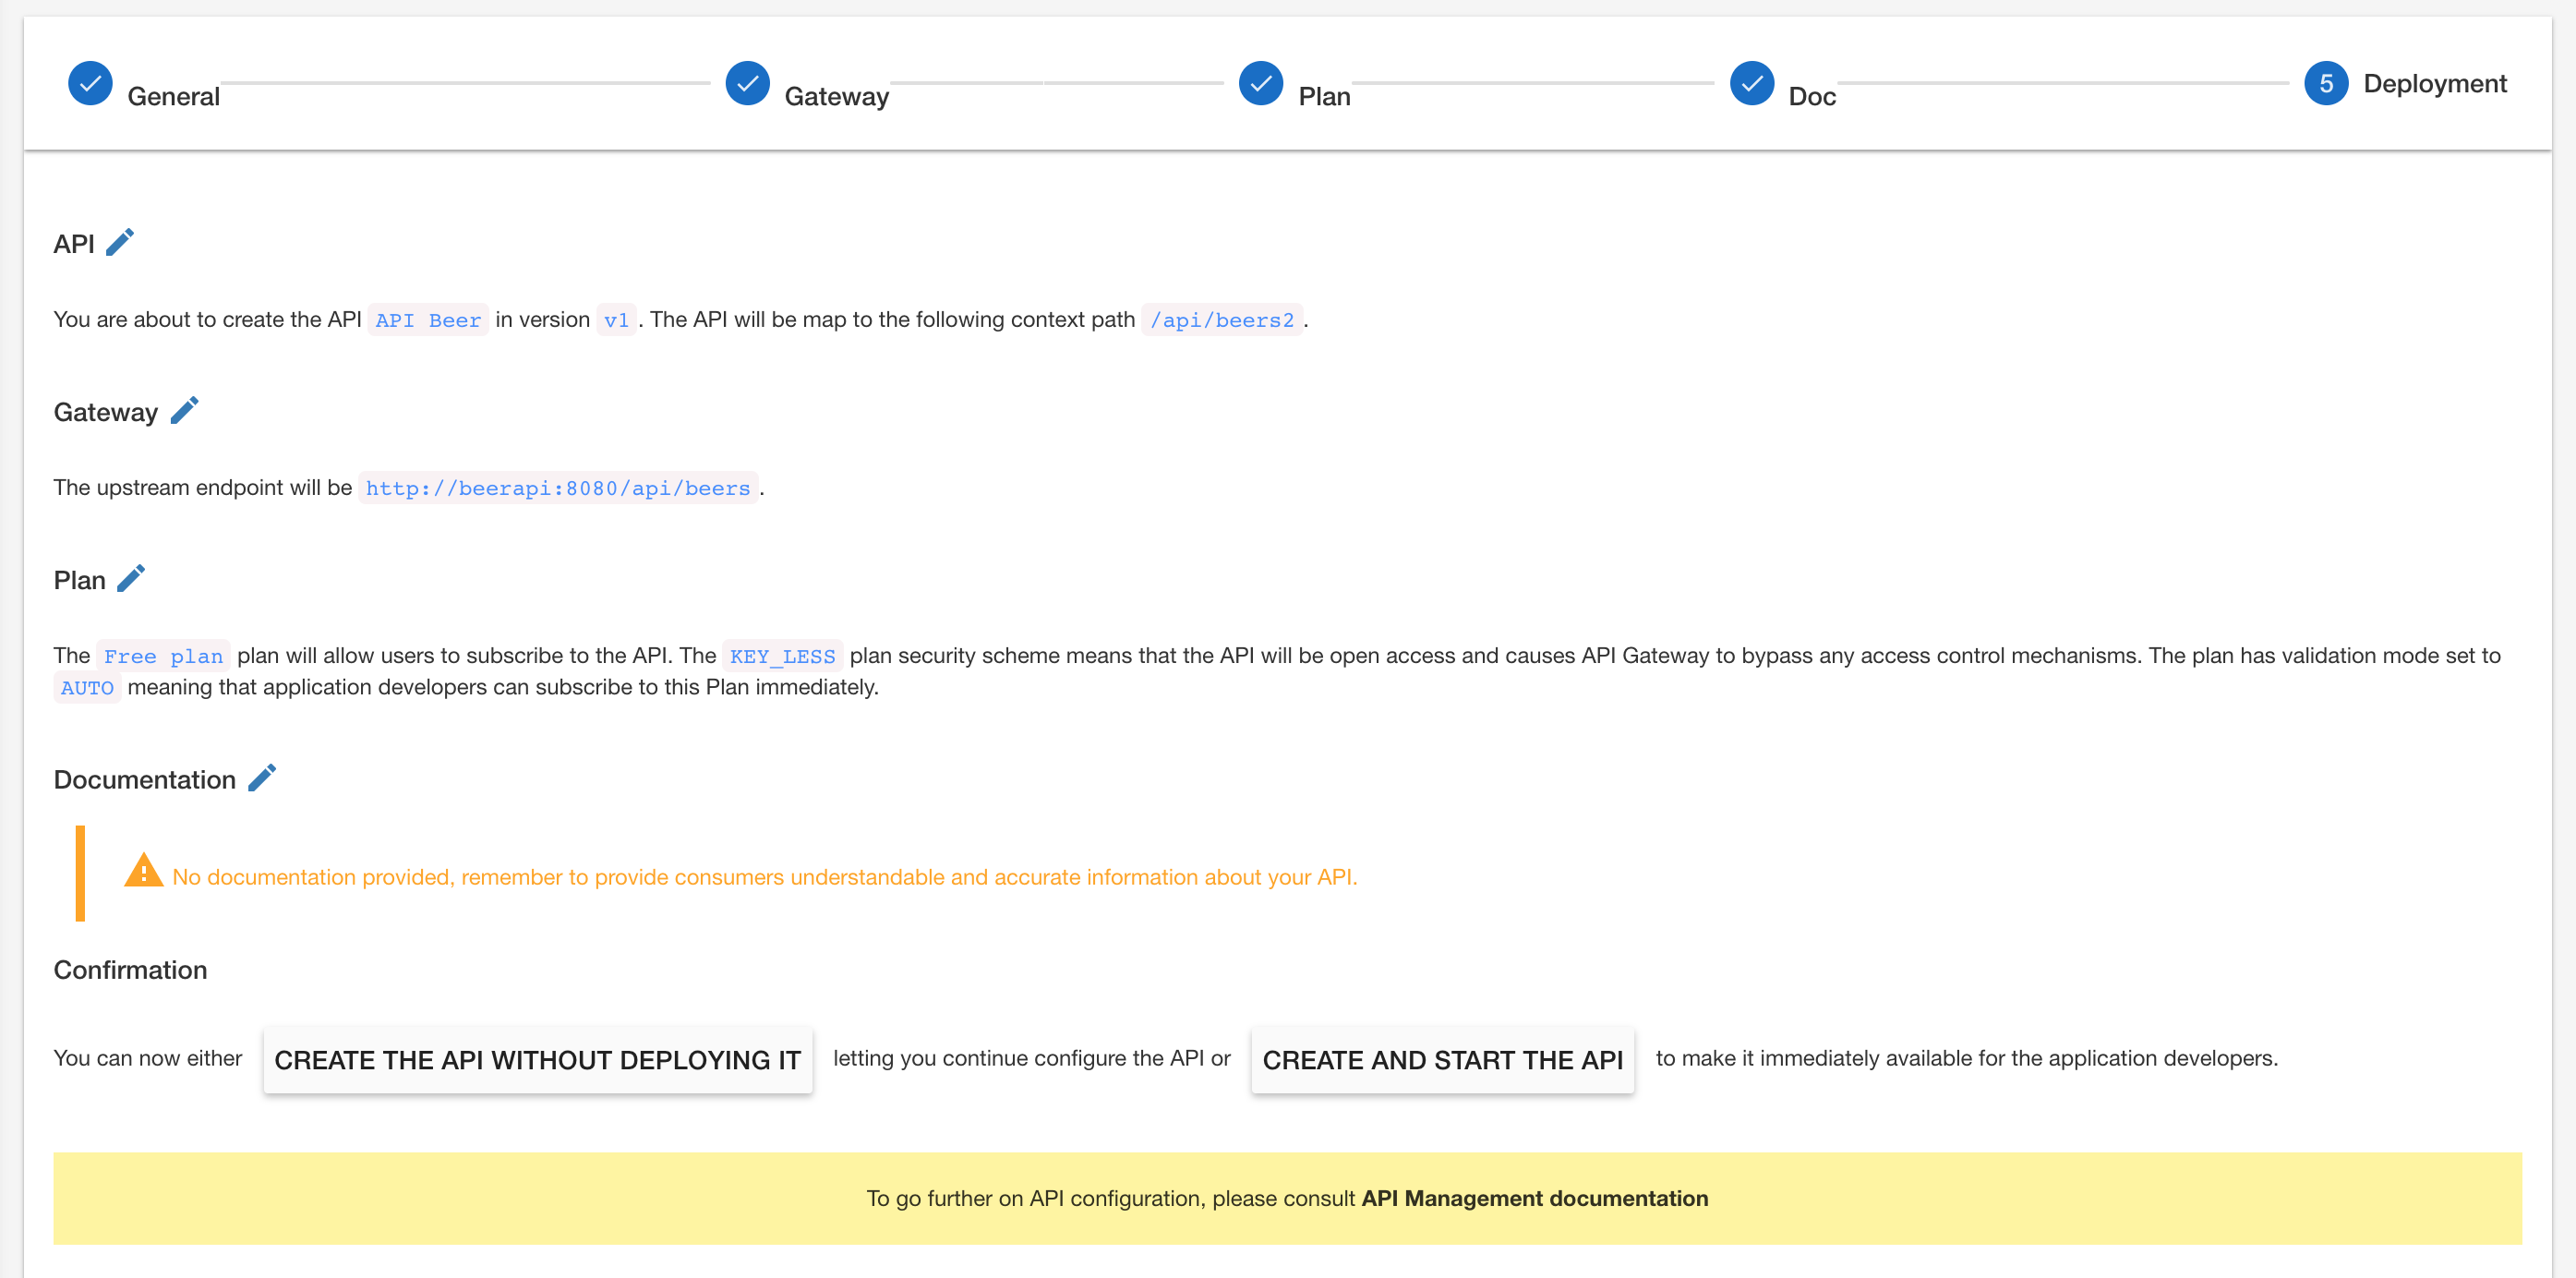 General Gateway Plan Doc 5 Deployment
API
You are about to create the API API Beer in version v1. The API will be map to the following context path /api/beers2.
Gateway
The upstream endpoint will be http://beerapi:8080/api/beers.
Plan
The Free plan plan will allow users to subscribe to the API. The KEY_LESS plan security scheme means that the API will be open access and causes API Gateway to bypass any access control mechanisms. The plan has validation mode set to
AUTO meaning that application developers can subscribe to this Plan immediately.
Documentation
No documentation provided, remember to provide consumers understandable and accurate information about your API.
Confirmation
You can now either CREATE THE API WITHOUT DEPLOYING IT letting you continue configure the API or CREATE AND START THE API to make it immediately available for the application developers.
To go further on API configuration, please consult API Management documentation